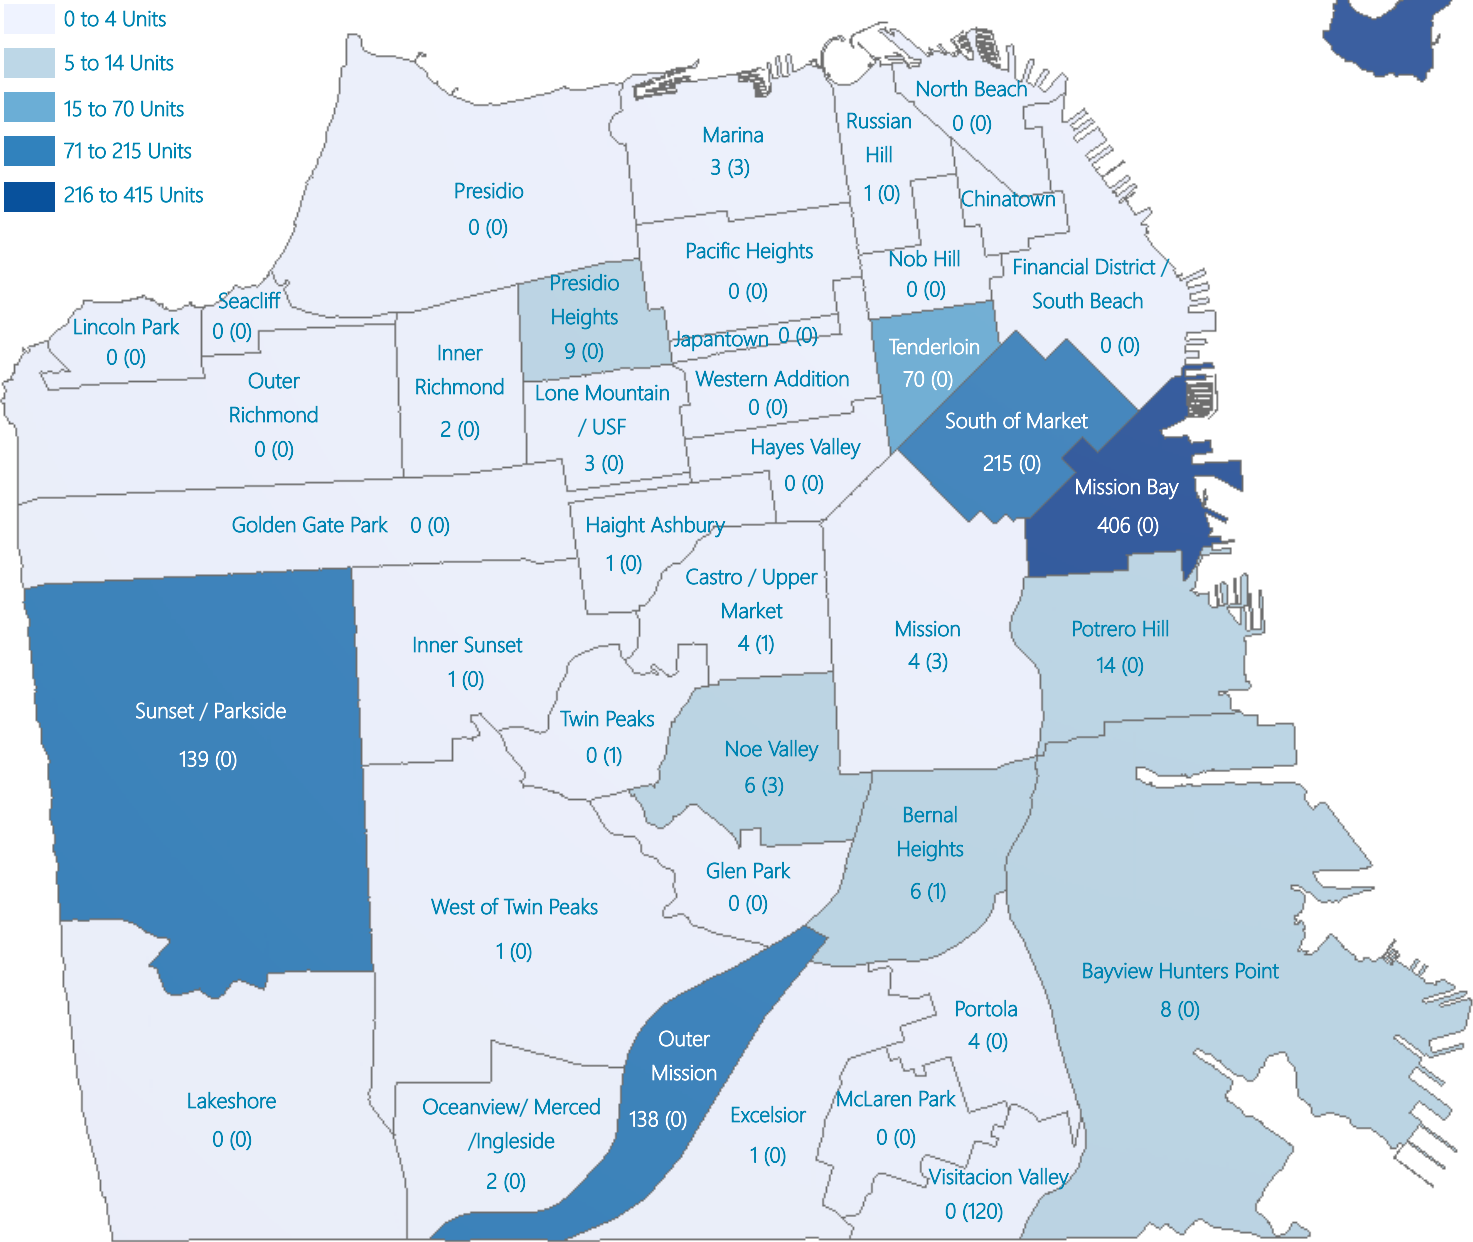 0 to 4 Units
5 to 14 Units
15 to 70 Units
71 to 215 Units
216 to 415 Units
North Beach
0 (0)
Russian
Hill
1 (0)
Marina
3 (3)
Presidio
0 (0)
Chinatown
Pacific Heights
0 (0)
Nob Hill
0 (0)
Financial District /
South Beach
0 (0)
Presidio
Heights
9 (0)
Seacliff
0 (0)
Lincoln Park
0 (0)
Japantown 0 (0)
Tenderloin
70 (0)
Inner
Richmond
2 (0)
Outer
Richmond
0 (0)
Lone Mountain
/ USF
3 (0)
Western Addition
0 (0)
South of Market
215 (0)
Hayes Valley
0 (0)
Mission Bay
406 (0)
Golden Gate Park 0 (0)
Haight Ashbury
1 (0)
Castro / Upper
Market
4 (1)
Mission
4 (3)
Potrero Hill
14 (0)
Inner Sunset
1 (0)
Sunset / Parkside
139 (0)
Twin Peaks
0 (1)
Noe Valley
6 (3)
Bernal
Heights
6 (1)
Glen Park
0 (0)
West of Twin Peaks
1 (0)
Bayview Hunters Point
8 (0)
Portola
4 (0)
Outer
Mission
138 (0)
Lakeshore
0 (0)
Oceanview/ Merced
/Ingleside
2 (0)
Excelsior
1 (0)
McLaren Park
0 (0)
Visitacion Valley
0 (120)